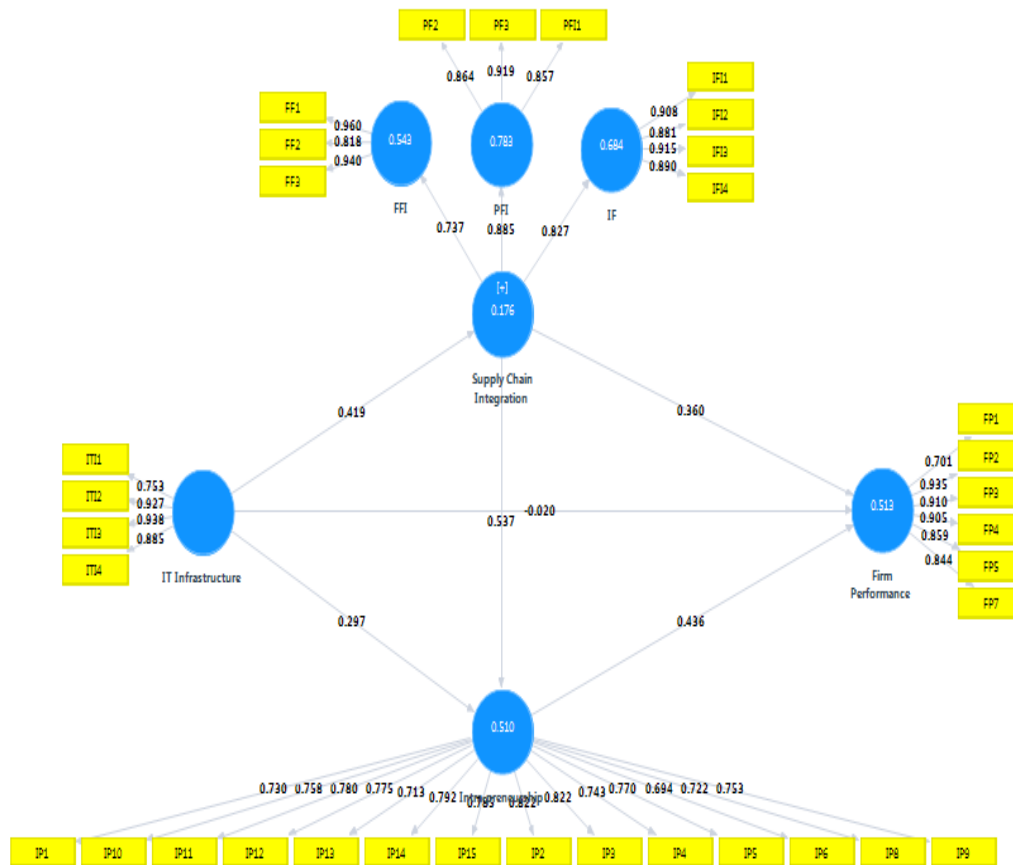 PF2 PF3 PFI1
0.864 0.919 0.857
FF1
FF2
FF3
0.960
0.818
0.940
0.543
FFI
0.783
PFI
0.684
IF
0.908
0.881
0.915
0.890
IFI1
IFI2
IFI3
IFI4
0.737 0.885 0.827
[+]
0.176
Supply Chain
Integration
0.419
0.360
ITI1
ITI2
ITI3
ITI4
0.753
0.927
0.938
0.885
IT Infrastructure
0.537
-0.020
0.513
Firm
Performance
0.701
0.935
0.910
0.905
0.859
0.844
FP1
FP2
FP3
FP4
FP5
FP7
0.297
0.436
0.510
Intrapreneurship
0.730 0.758 0.780 0.775 0.713 0.792 0.783 0.822 0.822 0.743 0.770 0.694 0.722 0.753
IP1 IP10 IP11 IP12 IP13 IP14 IP15 IP2 IP3 IP4 IP5 IP6 IP8 IP9